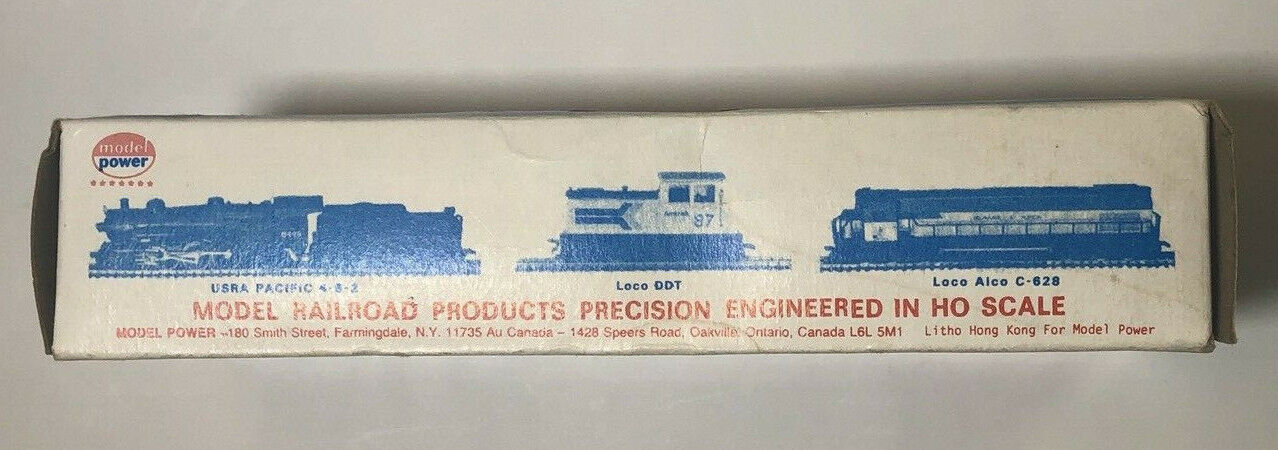 model
power
87
USRA PACIFIC 4-6-2
Loco DDT
Loco Alco C-628
MODEL RAILROAD PRODUCTS PRECISION ENGINEERED IN HO SCALE
MODEL POWER -180 Smith Street, Farmingdale, N.Y. 11735 Au Canada - 1428 Speers Road, Oakville, Ontario, Canada L6L 5M1 Litho Hong Kong For Model Power